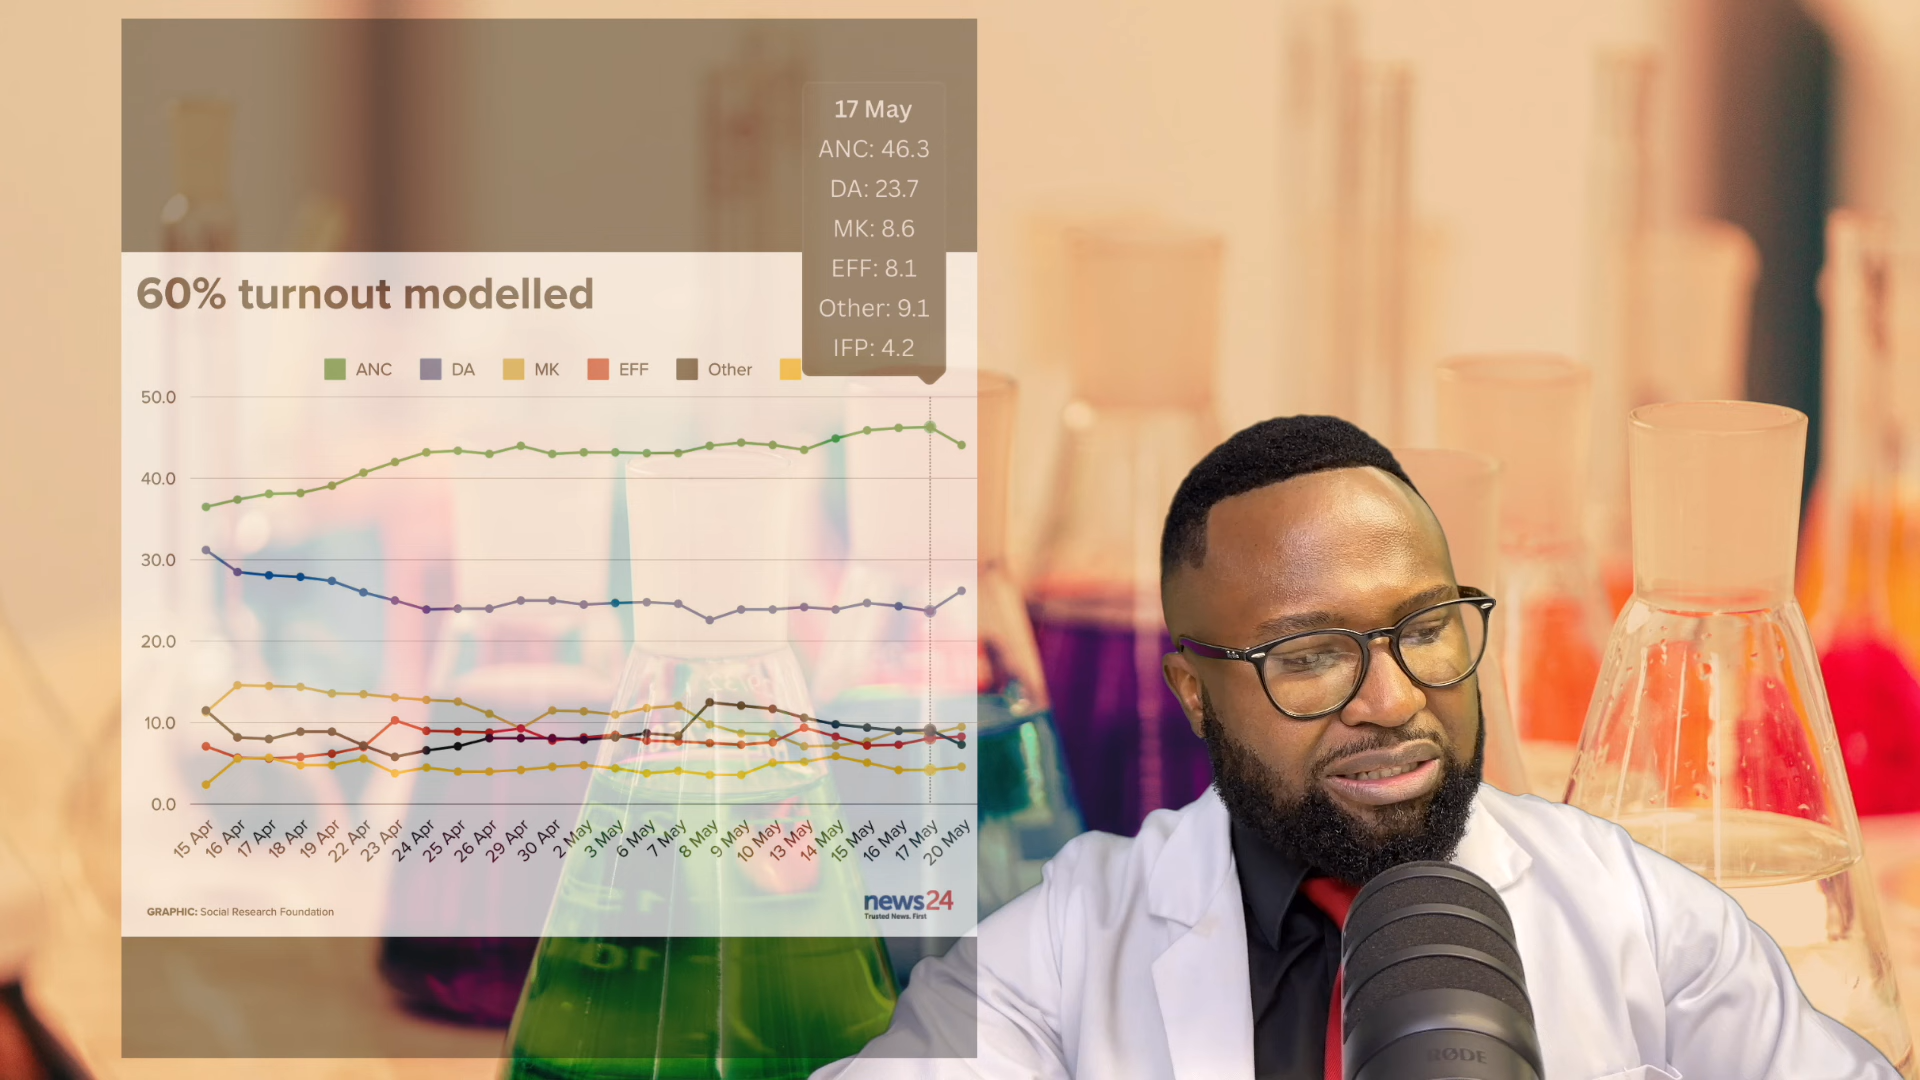 17 May
ANC: 46.3
DA: 23.7
MK: 8.6
EFF: 8.1
Other: 9.1
IFP: 4.2
60% turnout modelled
ANC DA MK EFF Other
50.0
40.0
30.0
20.0
10.0
0.0
15 Apr 16 Apr 17 Apr 18 Apr 19 Apr 22 Apr 23 Apr 24 Apr 25 Apr 26 Apr 29 Apr 30 Apr 2 May 3 May 6 May 7 May 8 May 9 May 10 May 13 May 14 May 15 May 16 May 17 May 20 May
GRAPHIC: Social Research Foundation
news24
Trusted News. First
RØDE